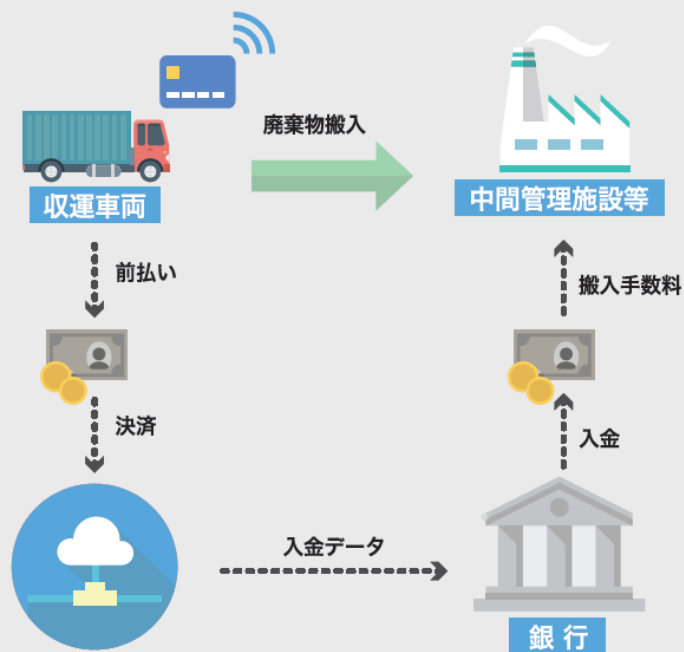 廃棄物搬入
収運車両
中間管理施設等
前払い
搬入手数料
決済
入金
入金データ
銀行